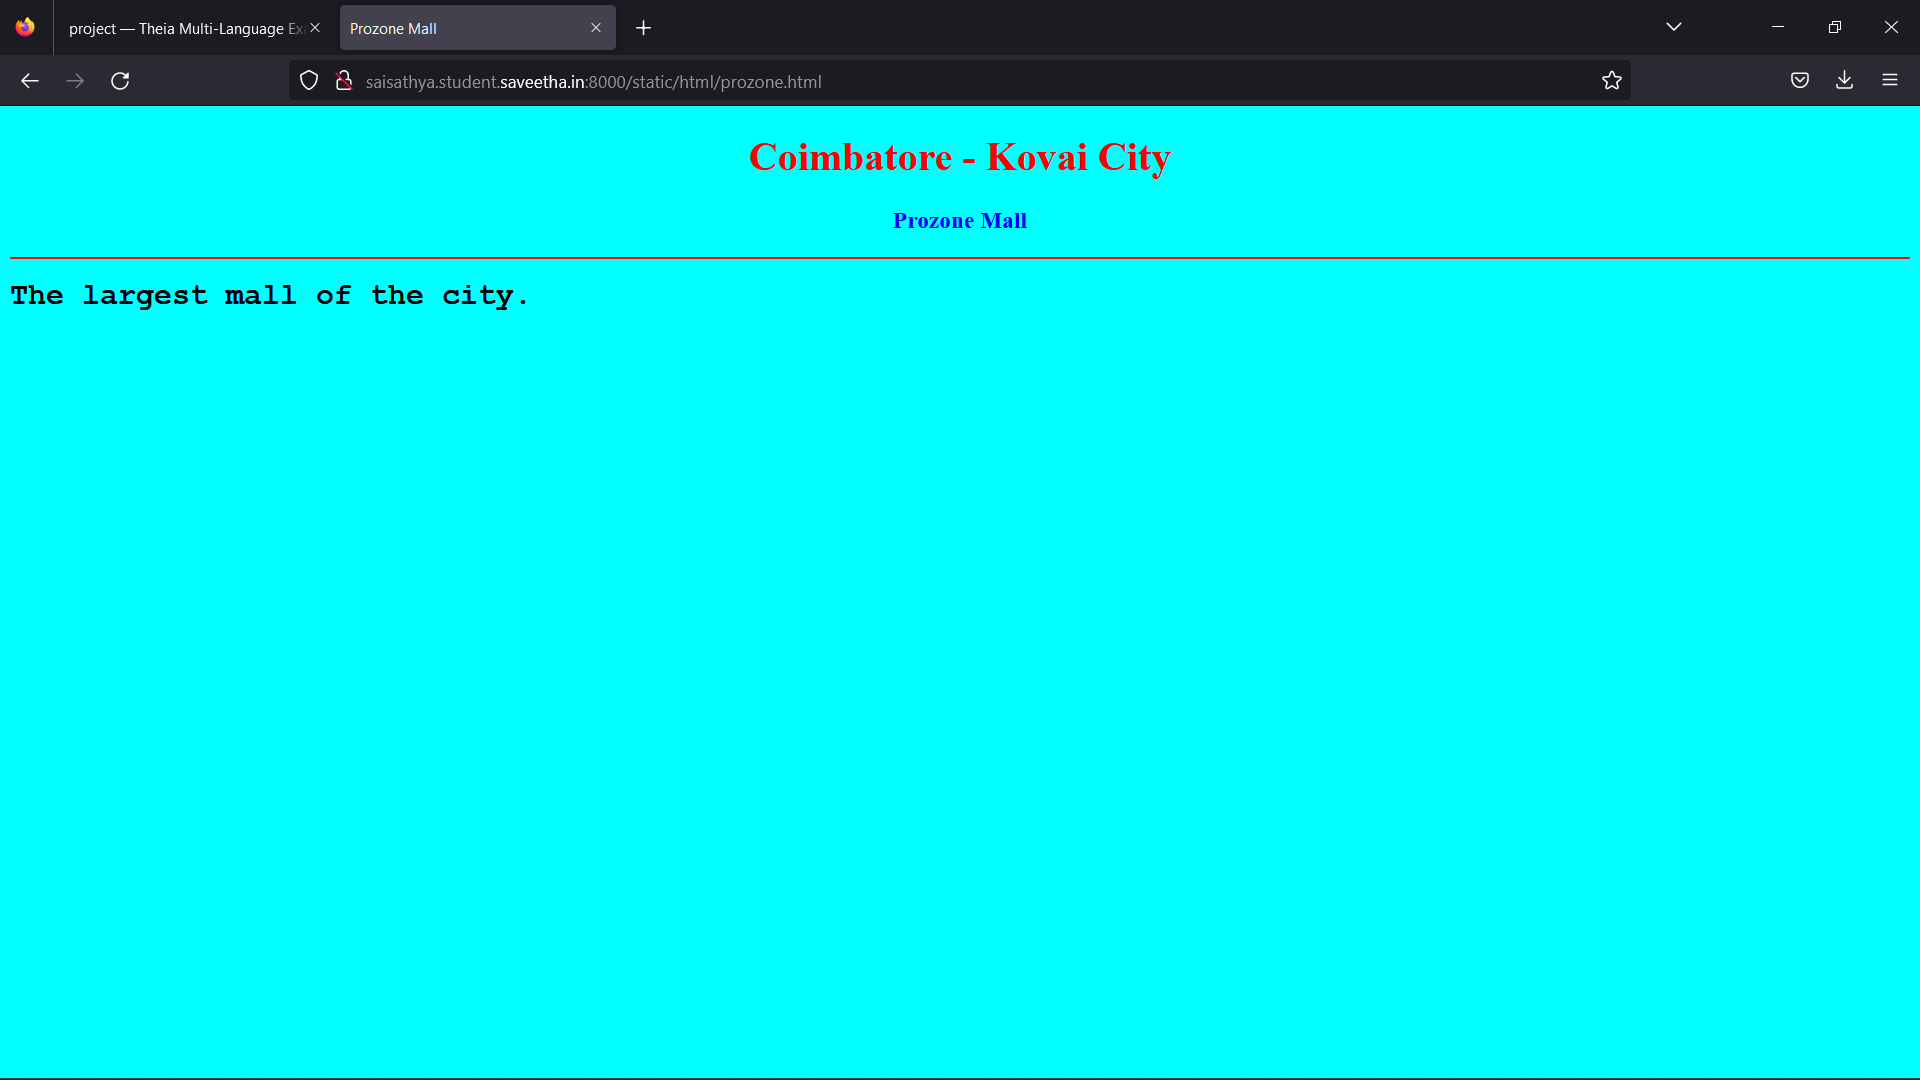 project — Theia Multi-Language Exa
Prozone Mall
saisathya.student.saveetha.in:8000/static/html/prozone.html
Coimbatore - Kovai City
Prozone Mall
The largest mall of the city.